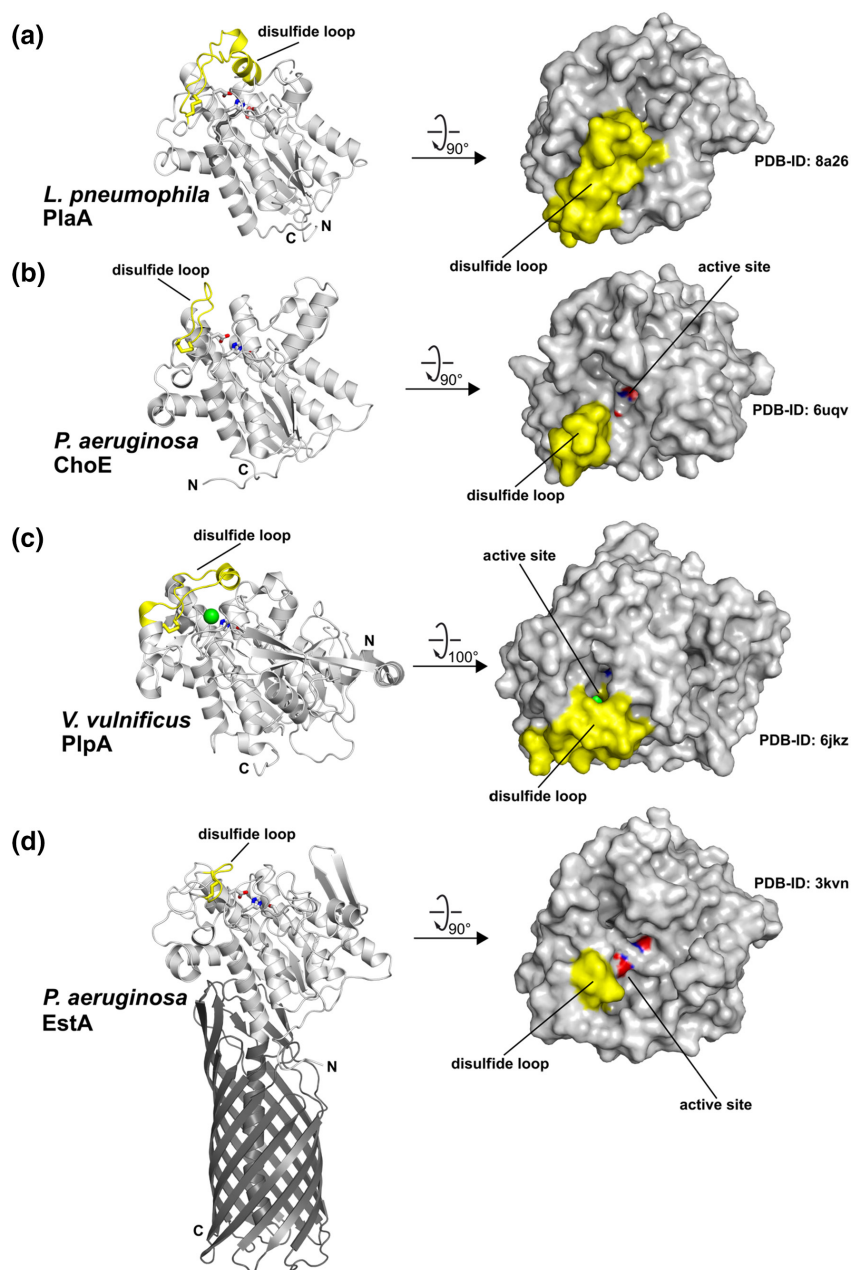 (a)
disulfide loop
90°
PDB-ID: 8a26
L. pneumophila
PlaA
N
C
disulfide loop
(b)
disulfide loop
active site
90°
PDB-ID: 6uqv
P. aeruginosa
ChoE
C
N
disulfide loop
(c)
disulfide loop
active site
N
100°
V. vulnificus
PlpA
PDB-ID: 6jkz
C
disulfide loop
(d)
disulfide loop
PDB-ID: 3kvn
90°
P. aeruginosa
EstA
N
disulfide loop
active site
C